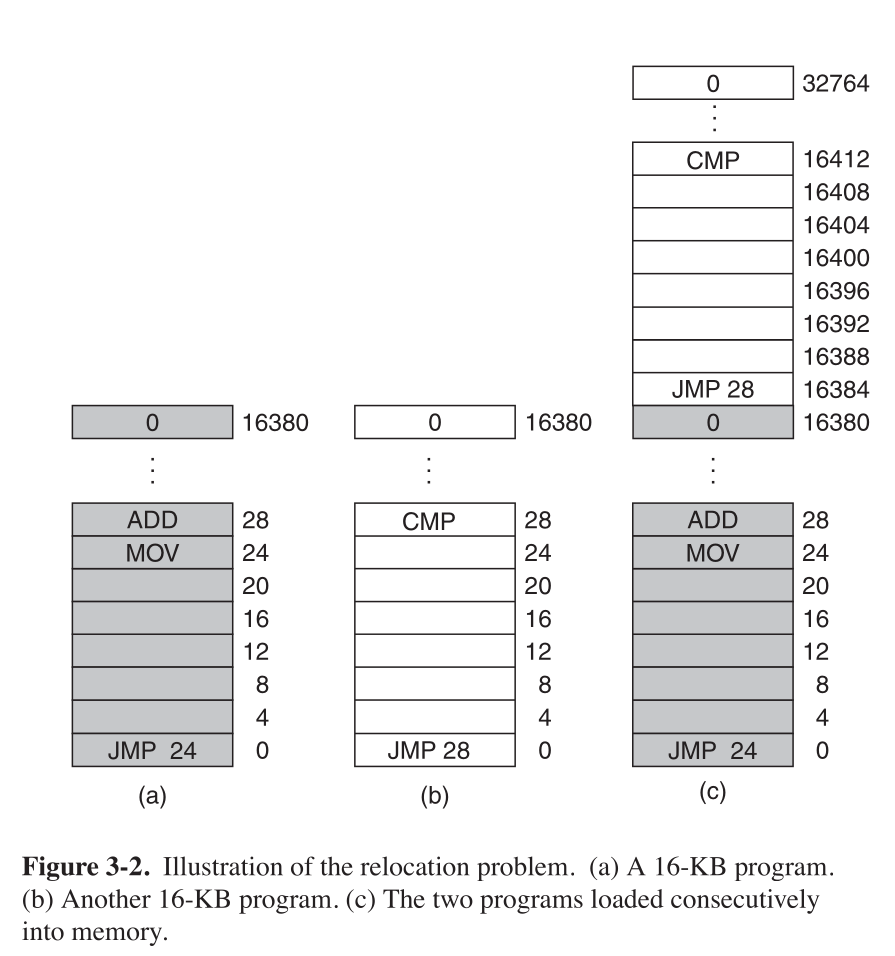 0 32764
CMP 16412
16408
16404
16400
16396
16392
16388
JMP 28 16384
0 16380 0 16380 0 16380
ADD 28 CMP 28 ADD 28
MOV 24 24 MOV 24
20 20 20
16 16 16
12 12 12
8 8 8
4 4 4
JMP 24 0 JMP 28 0 JMP 24 0
(a) (b) (c)
Figure 3-2. Illustration of the relocation problem. (a) A 16-KB program.
(b) Another 16-KB program. (c) The two programs loaded consecutively
into memory.